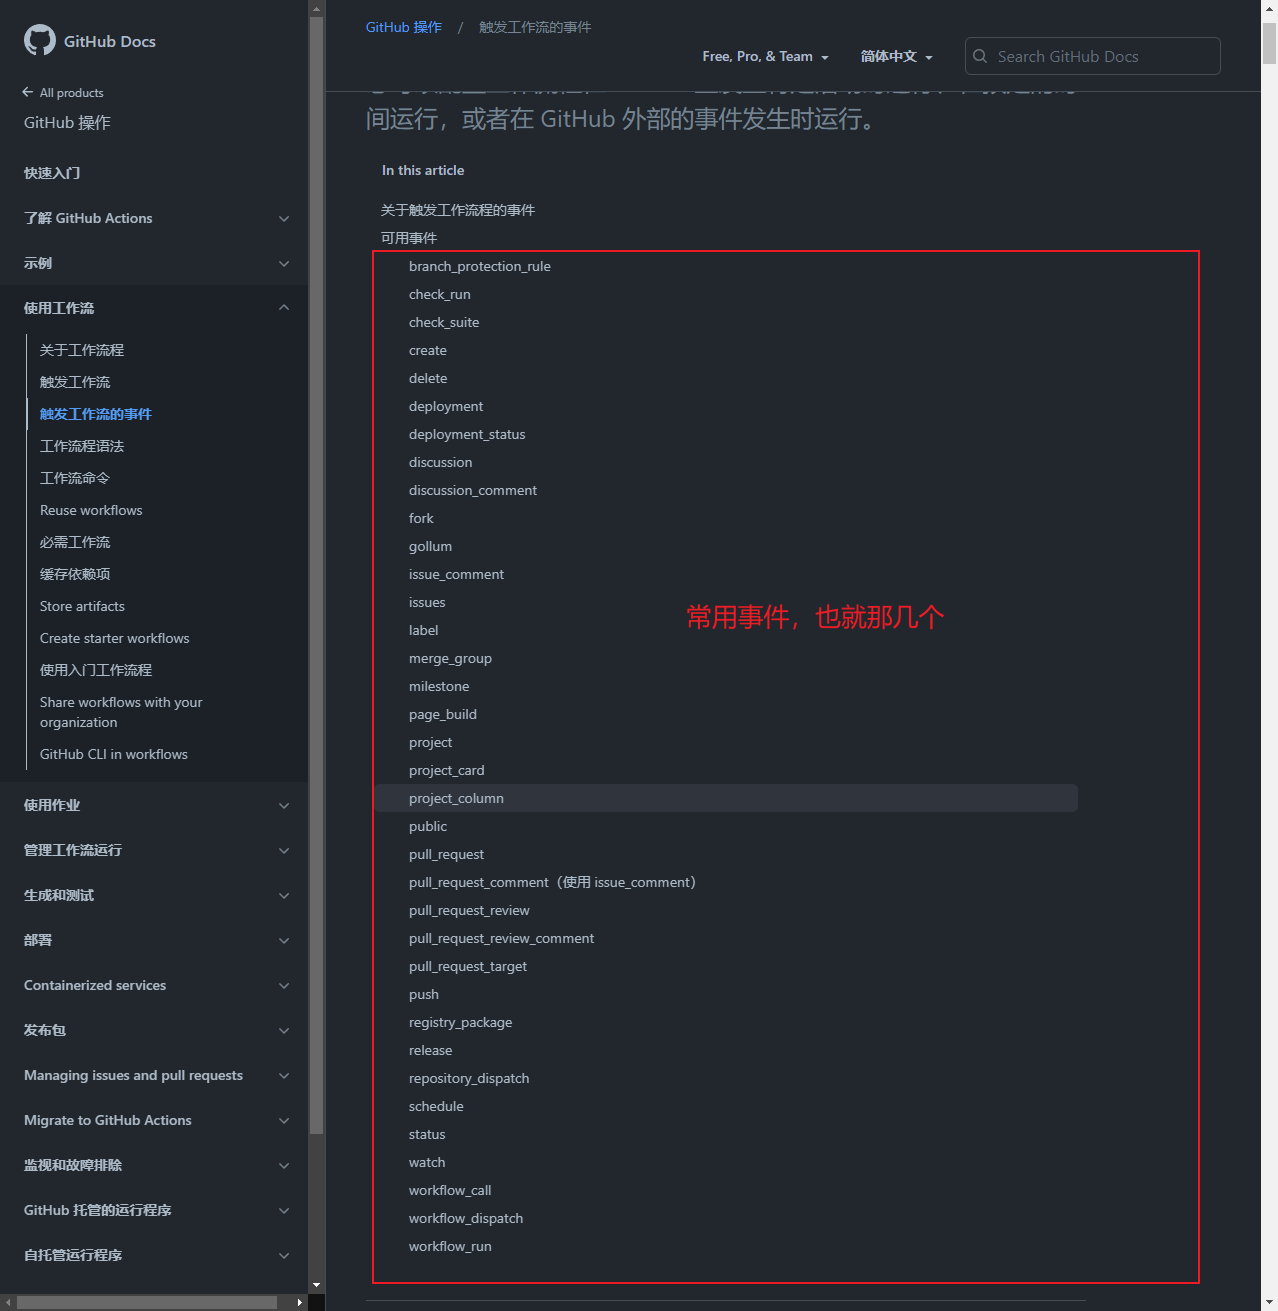 GitHub Docs
All products
GitHub 操作
快速入门
了解 GitHub Actions
示例
使用工作流
关于工作流程
触发工作流
触发工作流的事件
工作流程语法
工作流命令
Reuse workflows
必需工作流
缓存依赖项
Store artifacts
Create starter workflows
使用入门工作流程
Share workflows with your
organization
GitHub CLI in workflows
使用作业
管理工作流运行
生成和测试
部署
Containerized services
发布包
Managing issues and pull requests
Migrate to GitHub Actions
监视和故障排除
GitHub 托管的运行程序
自托管运行程序
GitHub 操作 / 触发工作流的事件
Free, Pro, & Team
简体中文
Search GitHub Docs
间运行，或者在 GitHub 外部的事件发生时运行。
In this article
关于触发工作流程的事件
可用事件
branch_protection_rule
check_run
check_suite
create
delete
deployment
deployment_status
discussion
discussion_comment
fork
gollum
issue_comment
issues
常用事件，也就那几个
label
merge_group
milestone
page_build
project
project_card
project_column
public
pull_request
pull_request_comment（使用 issue_comment）
pull_request_review
pull_request_review_comment
pull_request_target
push
registry_package
release
repository_dispatch
schedule
status
watch
workflow_call
workflow_dispatch
workflow_run